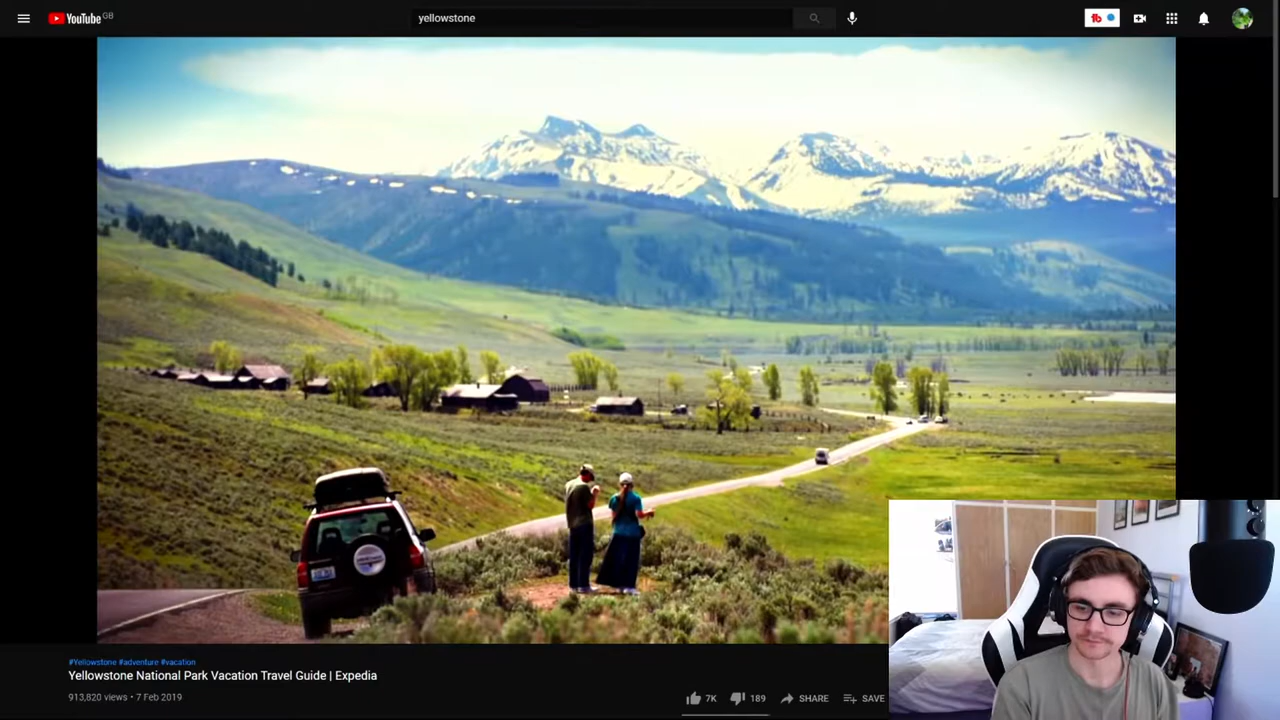 YouTube GB
yellowstone
#Yellowstone #adventure #vacation
Yellowstone National Park Vacation Travel Guide | Expedia
913,820 views • 7 Feb 2019
7K
189
SHARE
SAVE